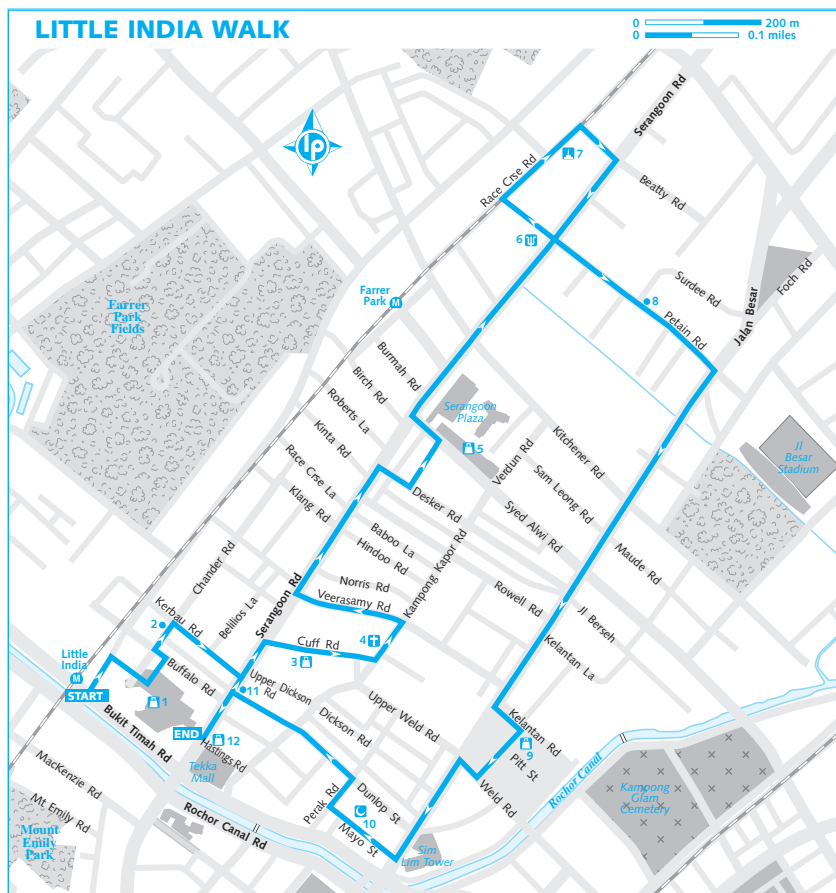 LITTLE INDIA WALK
0 200 m
0 0.1 miles
lp
Serangoon Rd
Race Crse Rd
7
Beatty Rd
6
Farrer
Park
M
Surdee Rd
8
Foch Rd
Petain Rd
Jalan Besar
Farrer
Park
Fields
Burmah Rd
Birch Rd
Roberts La
Kinta Rd
Race Crse La
Klang Rd
Serangoon
Plaza
5
Kitchener Rd
Verdun Rd
Sam Leong Rd
Syed Alwi Rd
Jl
Besar
Stadium
Desker Rd
Baboo La
Hindoo Rd
Kampong Kapor Rd
Norris Rd
Veerasamy Rd
Maude Rd
Rowell Rd
Jl Berseh
Kelantan La
Chander Rd
Belilios La
Serangoon Rd
Kerbau Rd
2
Cuff Rd
4
3
Little
India
M
START
Buffalo Rd
1
Upper Dickson
Rd
11
Dickson Rd
Upper Weld Rd
Kelantan Rd
9
Pitt St
END
12
Hastings Rd
Tekka
Mall
Bukit Timah Rd
Weld Rd
Rochor Canal
Kampong
Glam
Cemetery
MacKenzie Rd
Mt Emily Rd
Mount
Emily
Park
Rochor Canal Rd
Perak Rd
Dunlop St
10
Mayo St
Sim
Lim Tower